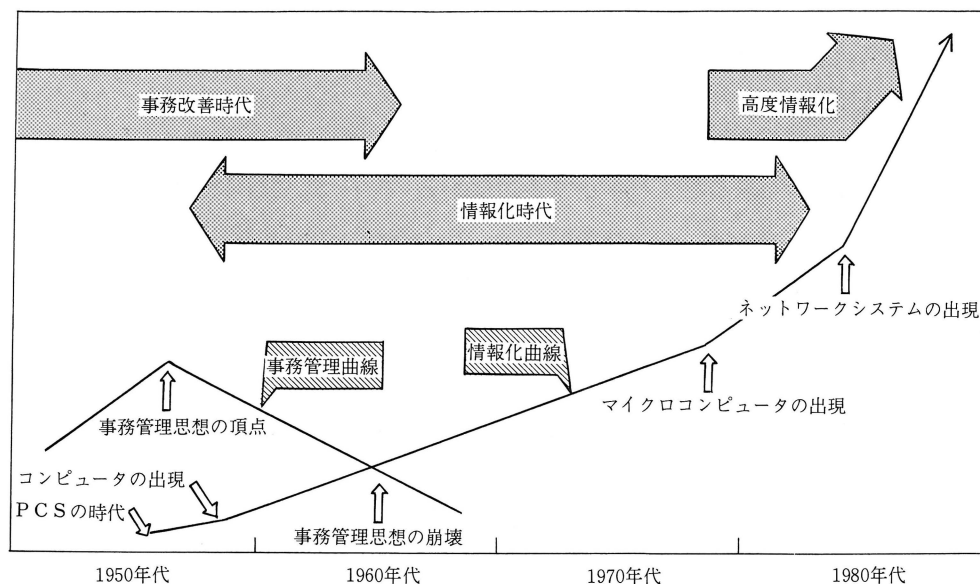 事務改善時代
高度情報化
情報化時代
ネットワークシステムの出現
事務管理曲線
情報化曲線
マイクロコンピュータの出現
事務管理思想の頂点
コンピュータの出現
PCSの時代
事務管理思想の崩壊
1950年代
1960年代
1970年代
1980年代